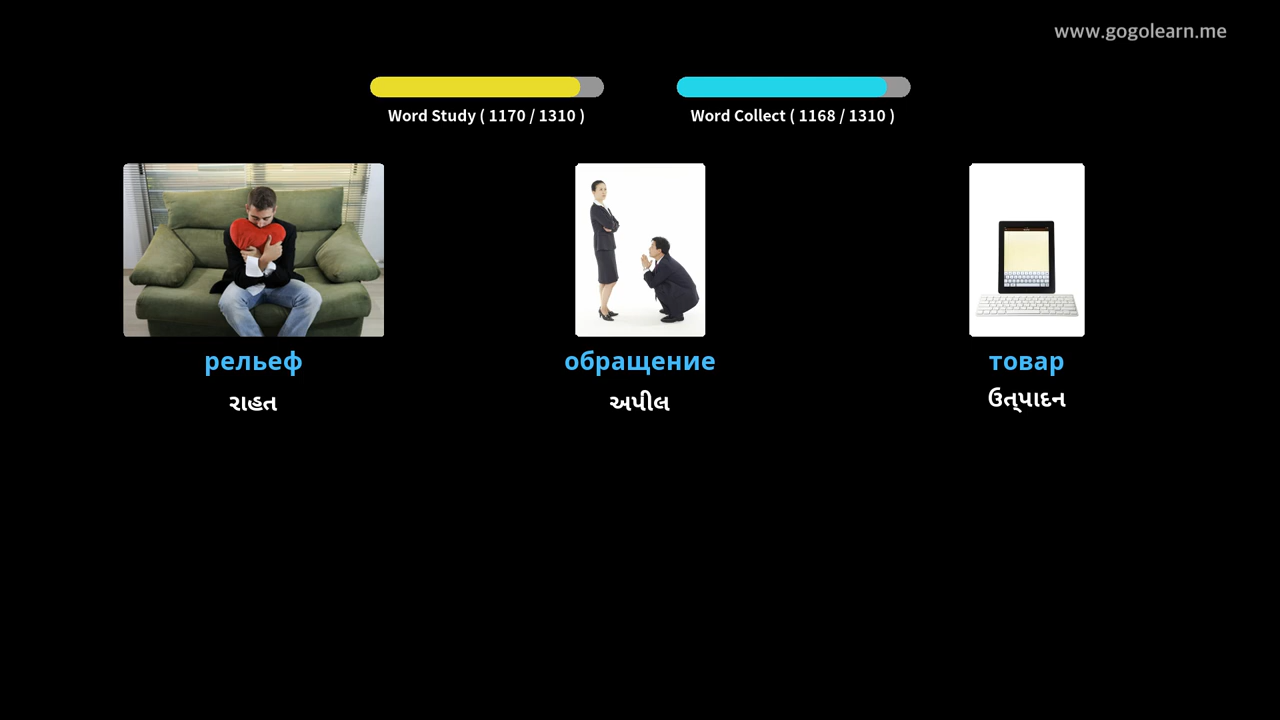 www.gogolearn.me
Word Study ( 1170 / 1310 )
Word Collect ( 1168 / 1310 )
рельеф
обращение
товар
રાહત
અપીલ
ઉત્પાદન